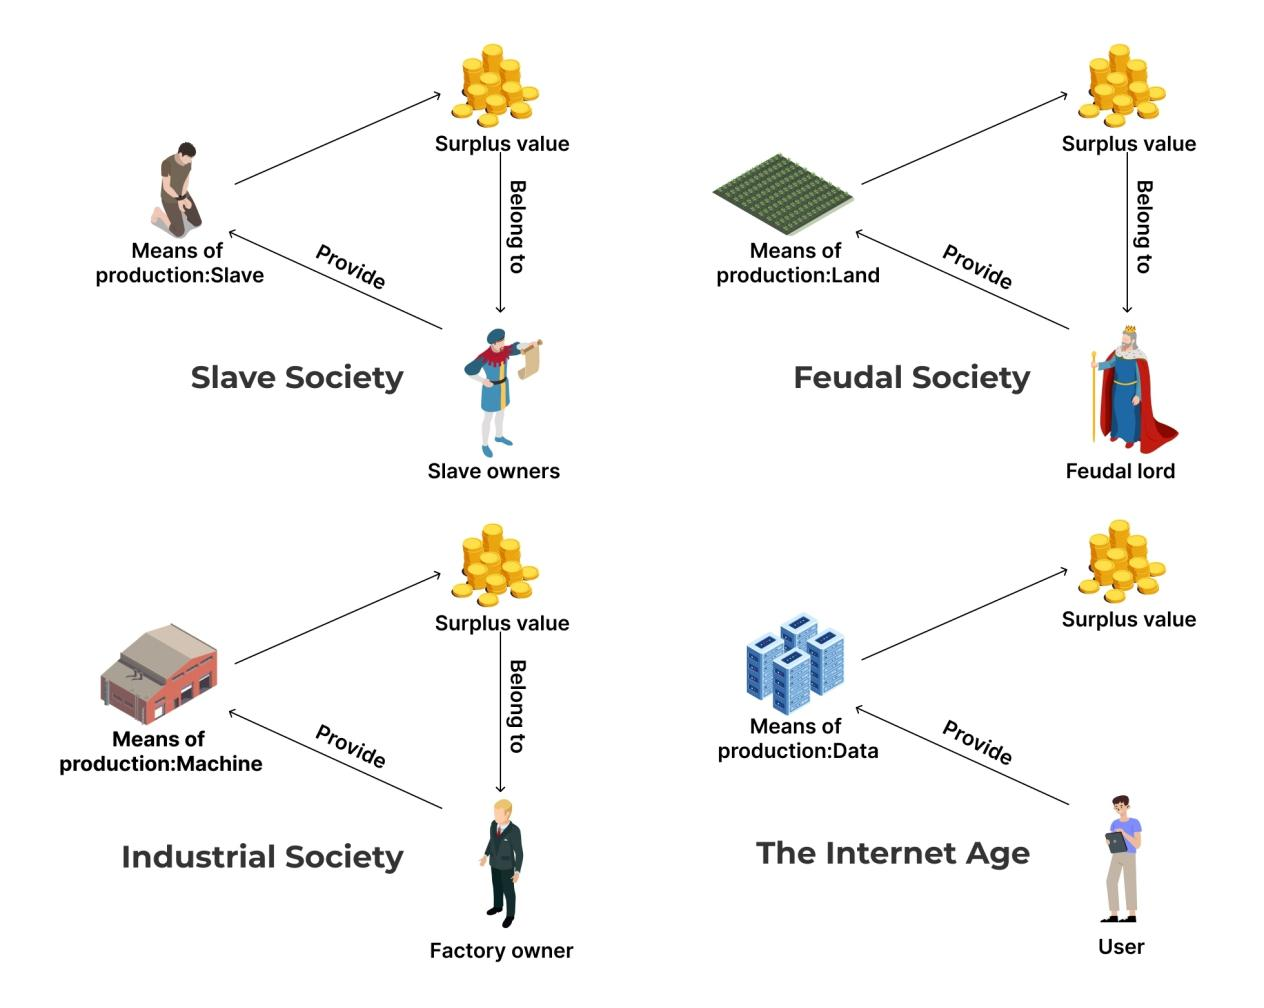 Surplus value
Belong to
Means of
production:Slave
Provide
Slave Society
Slave owners
Surplus value
Belong to
Means of
production:Land
Provide
Feudal Society
Feudal lord
Surplus value
Belong to
Means of
production:Machine
Provide
Industrial Society
Factory owner
Surplus value
Means of
production:Data
Provide
The Internet Age
User